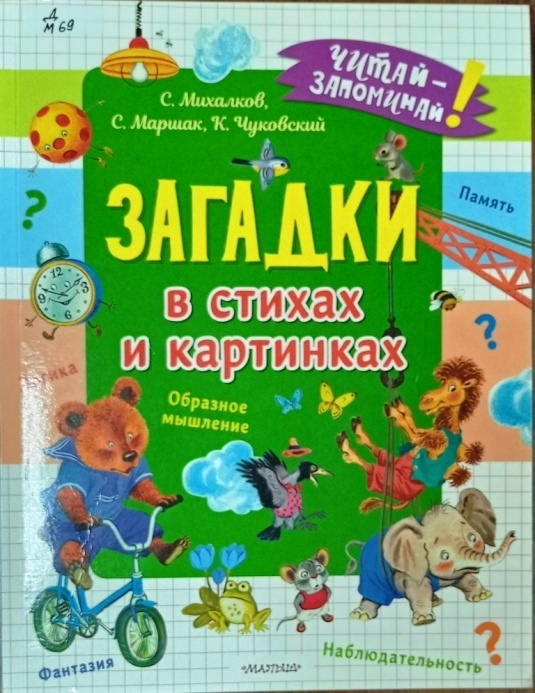 Д
М 69
ЧИТАЙ-
ЗАПОМИНАЙ!
С. Михалков,
С. Маршак, К. Чуковский
ЗАГАДКИ
в стихах
и картинках
Память
?
?
Образное
мышление
?
Наблюдательность
Фантазия
«МАЛЫШ»